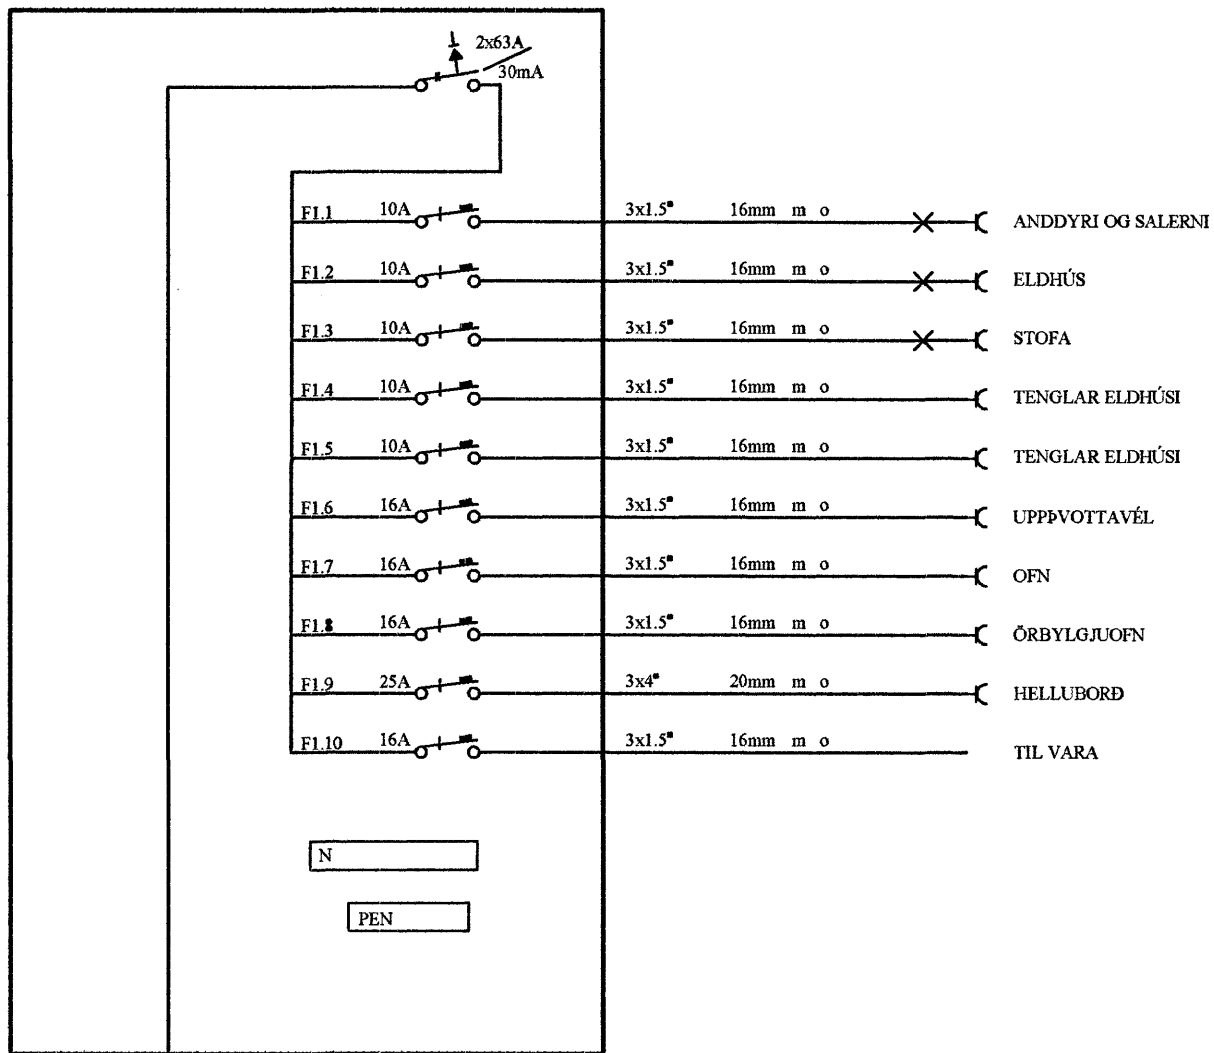 2x63A
30mA
F1.1 10A 3x1.5" 16mm m o ANDDYRI OG SALERNI
F1.2 10A 3x1.5" 16mm m o ELDHÚS
F1.3 10A 3x1.5" 16mm m o STOFA
F1.4 10A 3x1.5" 16mm m o TENGLAR ELDHÚSI
F1.5 10A 3x1.5" 16mm m o TENGLAR ELDHÚSI
F1.6 16A 3x1.5" 16mm m o UPPÞVOTTAVÉL
F1.7 16A 3x1.5" 16mm m o OFN
F1.8 16A 3x1.5" 16mm m o ÖRBYLGJUOFN
F1.9 25A 3x4" 20mm m o HELLUBORÐ
F1.10 16A 3x1.5" 16mm m o TIL VARA
N
PEN